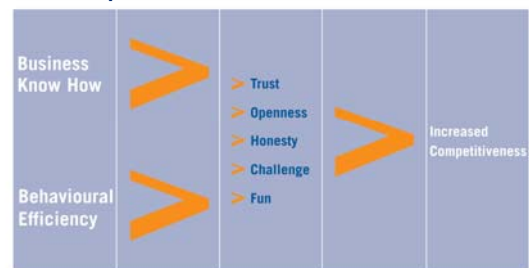 Business
Know How
Behavioural
Efficiency
> Trust
> Openness
> Honesty
> Challenge
> Fun
Increased
Competitiveness